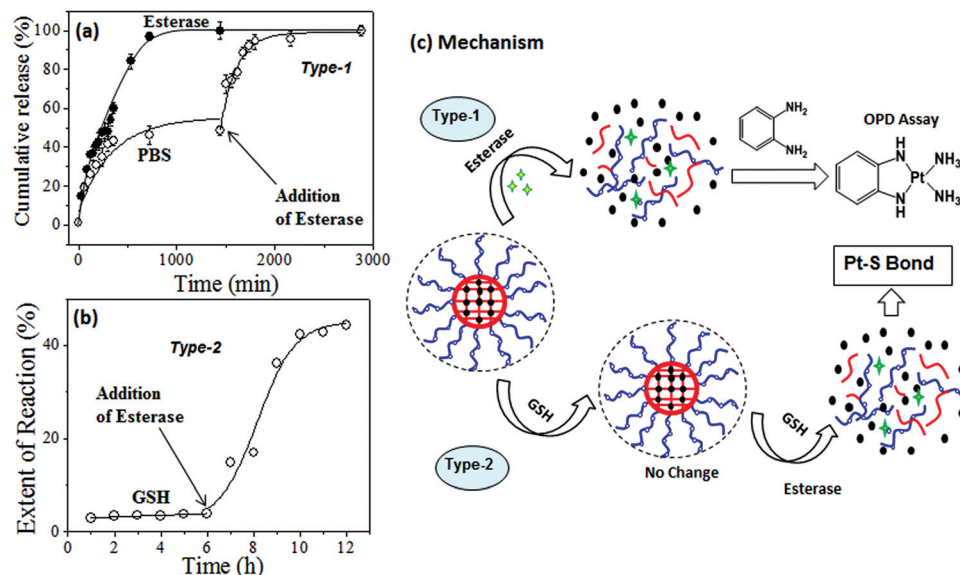 (a)
Esterase
Type-1
PBS
Addition
of Esterase
Cumulative release (%)
100
80
60
40
20
0
0 1000 2000 3000
Time (min)
(b)
Type-2
Addition
of Esterase
GSH
Extent of Reaction (%)
40
20
0
0 2 4 6 8 10 12
Time (h)
(c) Mechanism
Type-1
Esterase
NH2
NH2
OPD Assay
H
N
NH3
Pt
N
NH3
H
Pt-S Bond
GSH
Type-2
No Change
GSH
Esterase